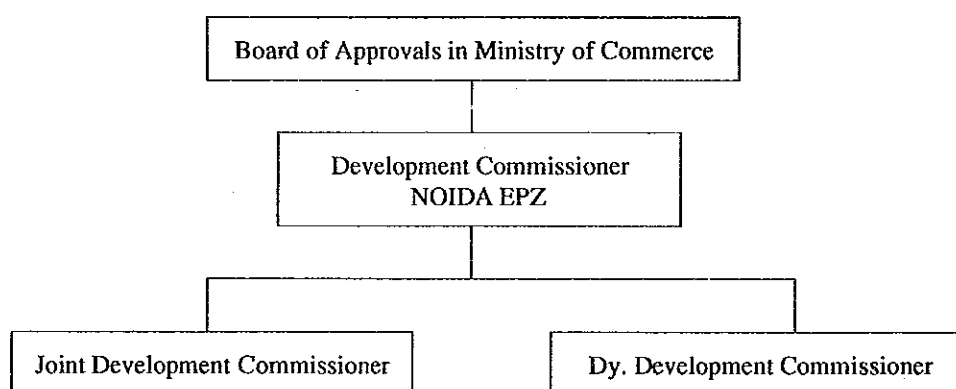 Board of Approvals in Ministry of Commerce
Development Commissioner
NOIDA EPZ
Joint Development Commissioner
Dy. Development Commissioner